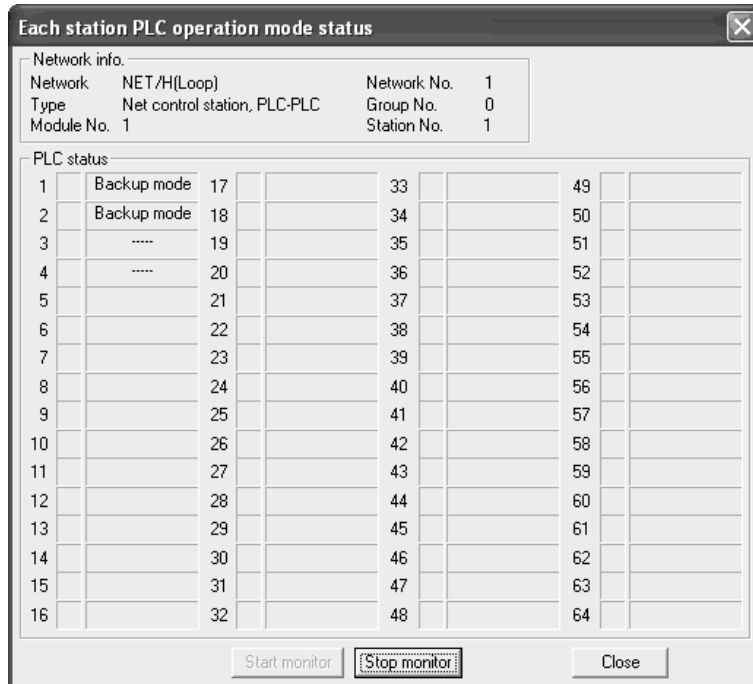 Each station PLC operation mode status
Network info.
Network NET/H(Loop) Network No. 1
Type Net control station, PLC-PLC Group No. 0
Module No. 1 Station No. 1
PLC status
1 Backup mode 17 33 49
2 Backup mode 18 34 50
3 ----- 19 35 51
4 ----- 20 36 52
5 21 37 53
6 22 38 54
7 23 39 55
8 24 40 56
9 25 41 57
10 26 42 58
11 27 43 59
12 28 44 60
13 29 45 61
14 30 46 62
15 31 47 63
16 32 48 64
Start monitor Stop monitor Close